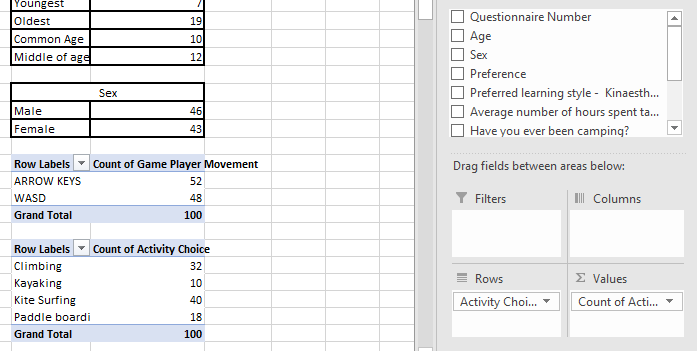 Youngest 7
Oldest 19
Common Age 10
Middle of age 12
Sex
Male 46
Female 43
Row Labels Count of Game Player Movement
ARROW KEYS 52
WASD 48
Grand Total 100
Row Labels Count of Activity Choice
Climbing 32
Kayaking 10
Kite Surfing 40
Paddle boardi 18
Grand Total 100
Questionnaire Number
Age
Sex
Preference
Preferred learning style - Kinaesth...
Average number of hours spent ta...
Have you ever been camping?
Drag fields between areas below:
Filters
Columns
Rows
Σ Values
Activity Choi...
Count of Acti...